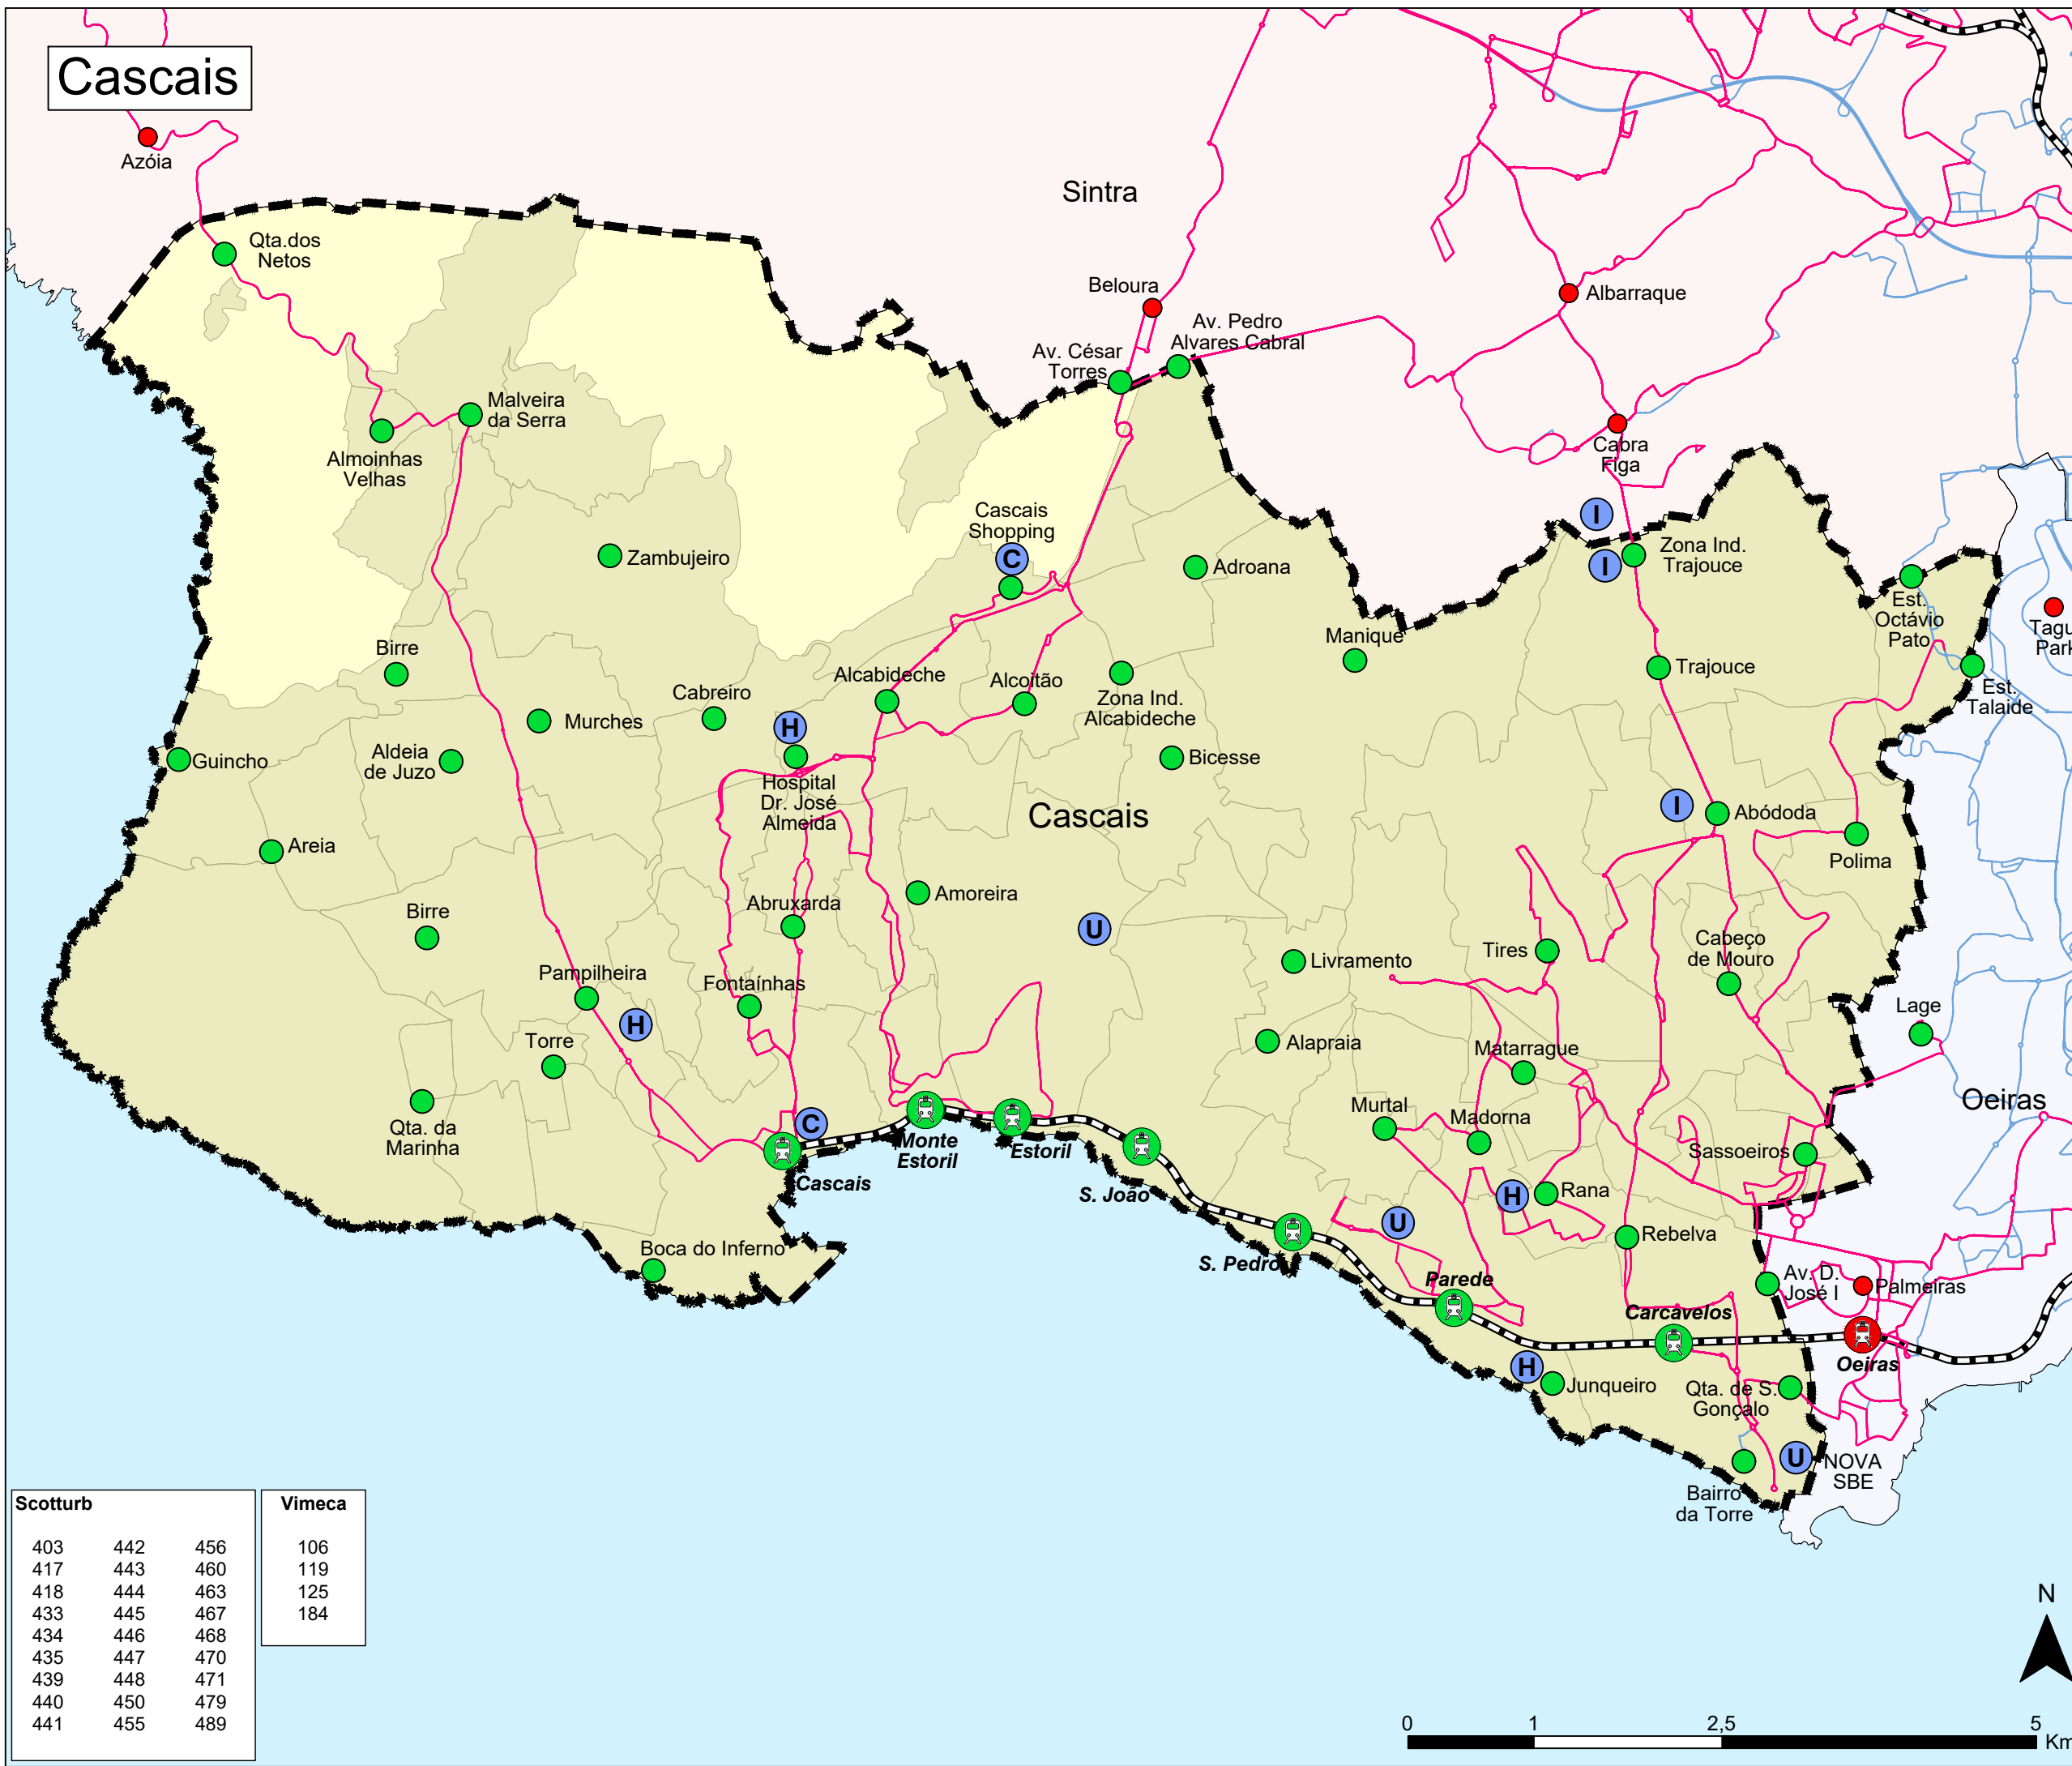 Cascais
Azóia
Sintra
Qta.dos
Netos
Beloura
Albarraque
Av. Pedro
Alvares Cabral
Av. César
Torres
Malveira
da Serra
Almoinhas
Velhas
Cabra
Figa
Cascais
Shopping
C
I
I
Zona Ind.
Trajouce
Zambujeiro
Adroana
Est.
Octávio
Pato
Manique
Birre
Trajouce
Alcabideche
Alcoitão
Cabreiro
Zona Ind.
Alcabideche
Est.
Talaide
Murches
H
Guincho
Aldeia
de Juzo
Bicesse
Hospital
Dr. José
Almeida
Cascais
I
Abódoda
Areia
Polima
Amoreira
Abruxarda
Birre
U
Livramento
Tires
Cabeço
de Mouro
Pampilheira
Fontaínhas
H
Lage
Torre
Alapraia
Matarrague
Oeiras
Murtal
Madorna
Qta. da
Marinha
C
Monte
Estoril
Estoril
Sassoeiros
Cascais
S. João
H
Rana
U
Rebelva
Boca do Inferno
S. Pedro
Parede
Av. D.
José I
Palmeiras
Carcavelos
Oeiras
H
Junqueiro
Qta. de S.
Gonçalo
U
NOVA
SBE
Bairro
da Torre
Scotturb
403 442 456
417 443 460
418 444 463
433 445 467
434 446 468
435 447 470
439 448 471
440 450 479
441 455 489
Vimeca
106
119
125
184
N
0 1 2,5 5